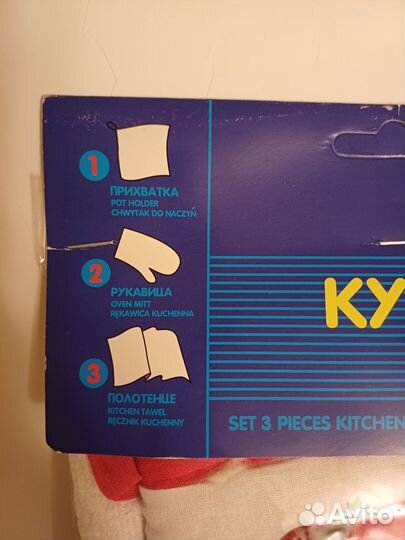 1
ПРИХВАТКА
POT HOLDER
CHWYTAK DO NACZYŃ
2
РУКАВИЦА
OVEN MITT
RĘKAWICA KUCHENNA
3
ПОЛОТЕНЦЕ
KITCHEN TAWEL
RĘCZNIK KUCHENNY
КУ
SET 3 PIECES KITCHEN
Avito